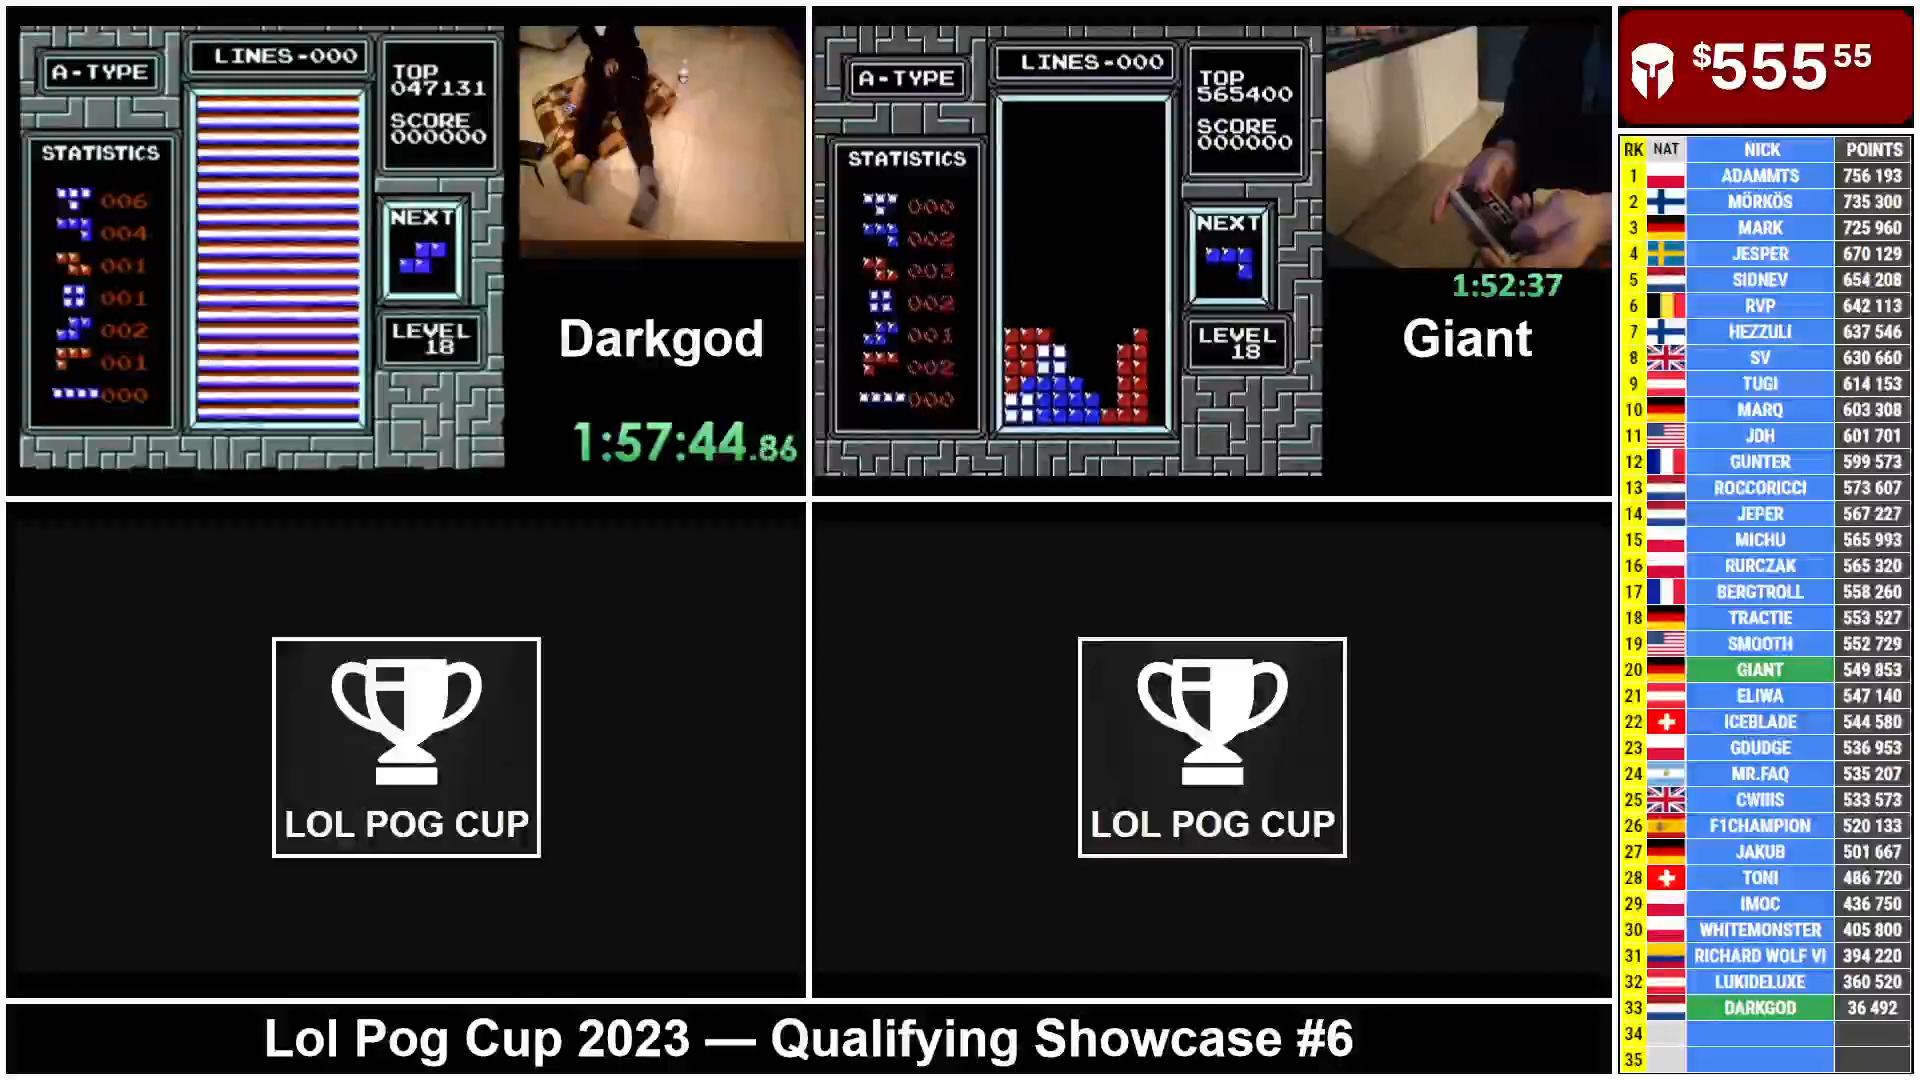 A-TYPE
LINES-000
TOP
047131
SCORE
000000
STATISTICS
006
004
001
001
002
001
000
NEXT
LEVEL
18
Darkgod
1:57:44.86
A-TYPE
LINES-000
TOP
565400
SCORE
000000
STATISTICS
000
002
003
002
001
002
000
NEXT
LEVEL
18
1:52:37
Giant
LOL POG CUP
LOL POG CUP
Lol Pog Cup 2023 — Qualifying Showcase #6
$555 55
RK NAT NICK POINTS
1 ADAMMTS 756 193
2 MÖRKÖS 735 300
3 MARK 725 960
4 JESPER 670 129
5 SIDNEV 654 208
6 RVP 642 113
7 HEZZULI 637 546
8 SV 630 660
9 TUGI 614 153
10 MARQ 603 308
11 JDH 601 701
12 GUNTER 599 573
13 ROCCORICCI 573 607
14 JEPER 567 227
15 MICHU 565 993
16 RURCZAK 565 320
17 BERGTROLL 558 260
18 TRACTIE 553 527
19 SMOOTH 552 729
20 GIANT 549 853
21 ELIWA 547 140
22 ICEBLADE 544 580
23 GDUDGE 536 953
24 MR.FAQ 535 207
25 CWIIIS 533 573
26 F1CHAMPION 520 133
27 JAKUB 501 667
28 TONI 486 720
29 IMOC 436 750
30 WHITEMONSTER 405 800
31 RICHARD WOLF VI 394 220
32 LUKIDELUXE 360 520
33 DARKGOD 36 492
34
35